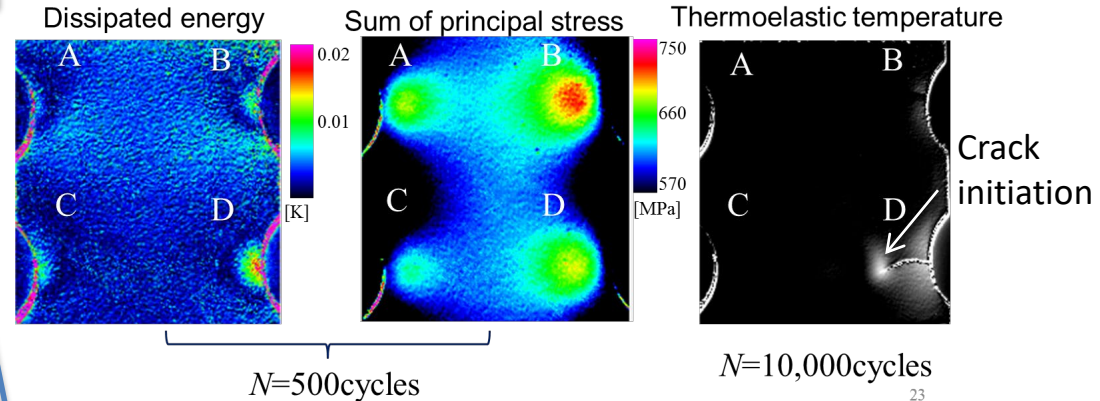 Dissipated energy
Sum of principal stress
Thermoelastic temperature
A
B
C
D
0.02
0.01
[K]
A
B
C
D
750
660
570
[MPa]
A
B
C
D
Crack
initiation
N=500cycles
N=10,000cycles
23